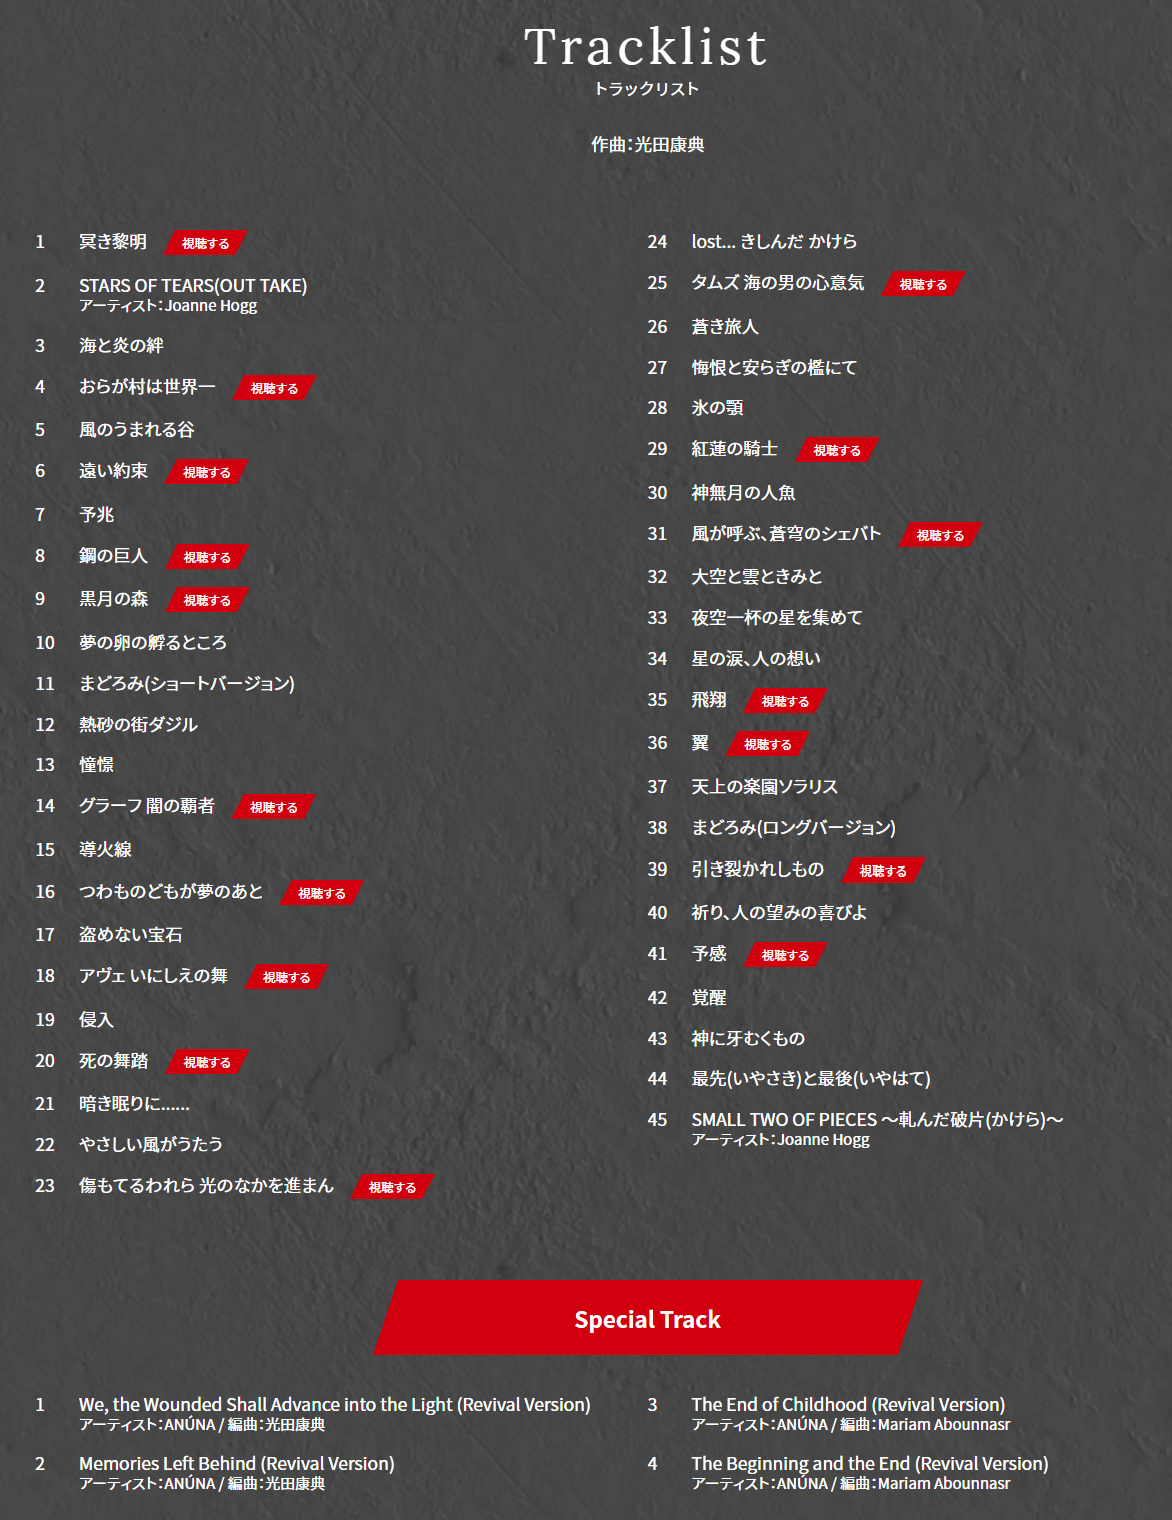 Tracklist
トラックリスト
作曲：光田康典
1 冥き黎明 視聴する
2 STARS OF TEARS(OUT TAKE)
アーティスト：Joanne Hogg
3 海と炎の絆
4 おらが村は世界一 視聴する
5 風のうまれる谷
6 遠い約束 視聴する
7 予兆
8 鋼の巨人 視聴する
9 黒月の森 視聴する
10 夢の卵の孵るところ
11 まどろみ(ショートバージョン)
12 熱砂の街ダジル
13 憧憬
14 グラーフ 闇の覇者 視聴する
15 導火線
16 つわものどもが夢のあと 視聴する
17 盗めない宝石
18 アヴェ いにしえの舞 視聴する
19 侵入
20 死の舞踏 視聴する
21 暗き眠りに……
22 やさしい風がうたう
23 傷もてるわれら 光のなかを進まん 視聴する
24 lost... きしんだ かけら
25 タムズ 海の男の心意気 視聴する
26 蒼き旅人
27 悔恨と安らぎの檻にて
28 氷の顎
29 紅蓮の騎士 視聴する
30 神無月の人魚
31 風が呼ぶ、蒼穹のシェバト 視聴する
32 大空と雲ときみと
33 夜空一杯の星を集めて
34 星の涙、人の想い
35 飛翔 視聴する
36 翼 視聴する
37 天上の楽園ソラリス
38 まどろみ(ロングバージョン)
39 引き裂かれしもの 視聴する
40 祈り、人の望みの喜びよ
41 予感 視聴する
42 覚醒
43 神に牙むくもの
44 最先(いやさき)と最後(いやはて)
45 SMALL TWO OF PIECES ～軋んだ破片(かけら)～
アーティスト：Joanne Hogg
Special Track
1 We, the Wounded Shall Advance into the Light (Revival Version)
アーティスト：ANÚNA / 編曲：光田康典
2 Memories Left Behind (Revival Version)
アーティスト：ANÚNA / 編曲：光田康典
3 The End of Childhood (Revival Version)
アーティスト：ANÚNA / 編曲：Mariam Abounnasr
4 The Beginning and the End (Revival Version)
アーティスト：ANÚNA / 編曲：Mariam Abounnasr